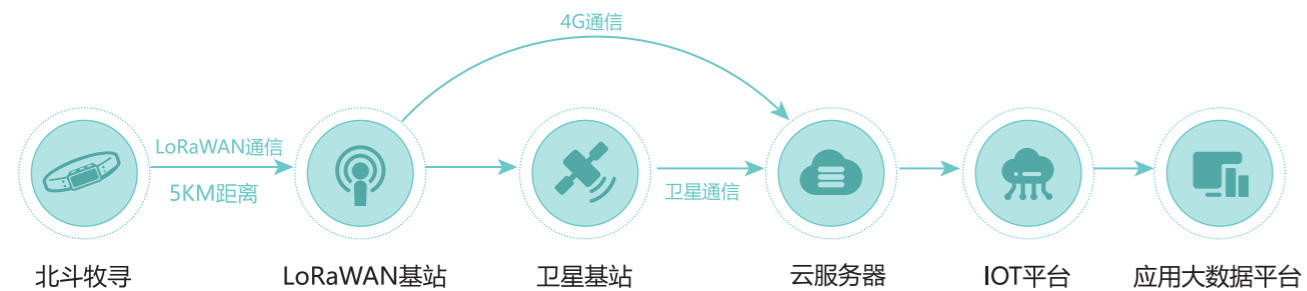 4G通信
LoRaWAN通信
5KM距离
卫星通信
北斗牧寻
LoRaWAN基站
卫星基站
云服务器
IOT平台
应用大数据平台